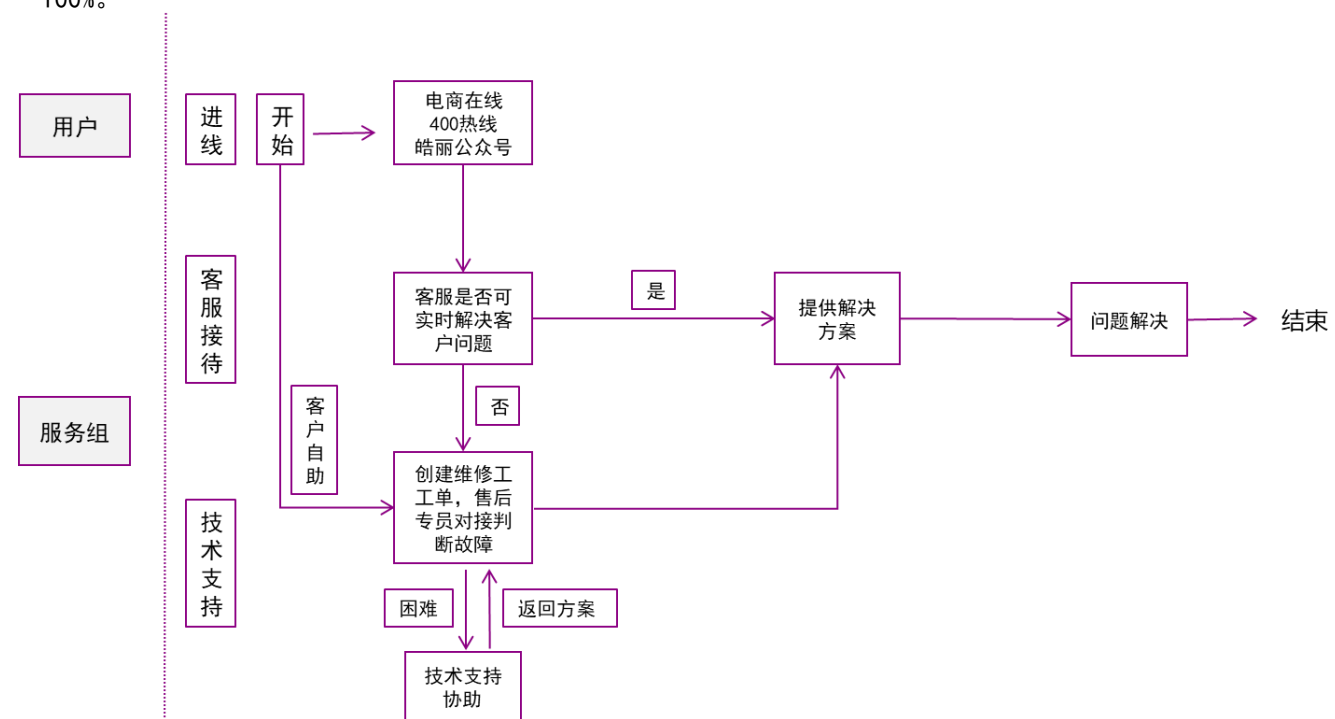 100%。
用户
进
线
开
始
电商在线
400热线
皓丽公众号
客
服
接
待
客服是否可
实时解决客
户问题
是
提供解决
方案
问题解决
结束
服务组
客
户
自
助
否
创建维修工
工单，售后
专员对接判
断故障
技
术
支
持
困难
返回方案
技术支持
协助